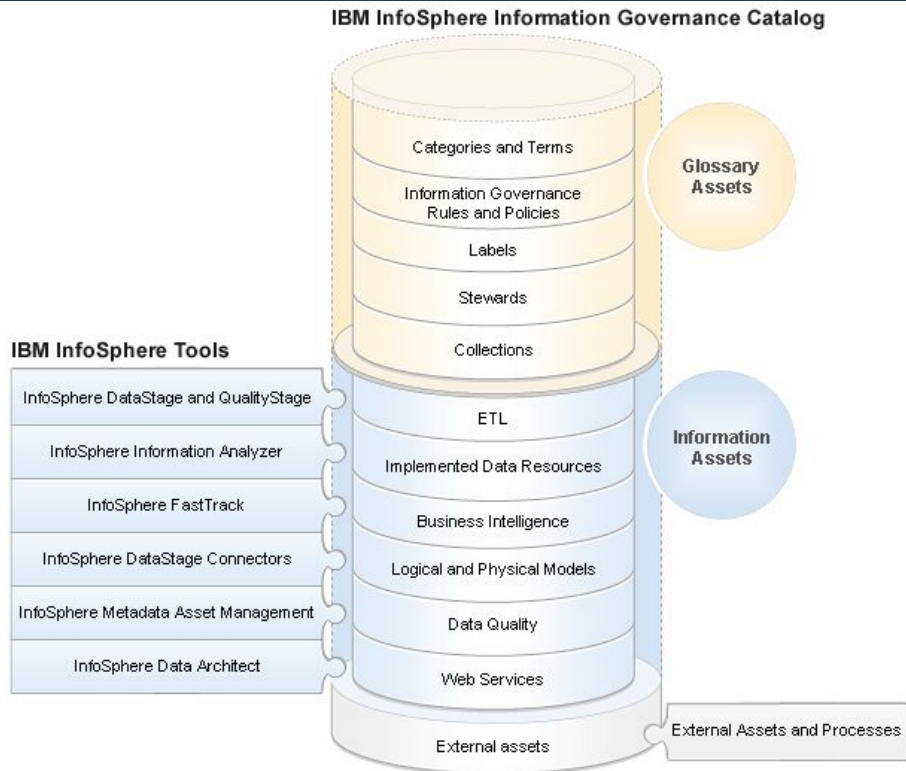 IBM InfoSphere Information Governance Catalog
Categories and Terms
Information Governance
Rules and Policies
Labels
Stewards
Collections
Glossary
Assets
IBM InfoSphere Tools
InfoSphere DataStage and QualityStage
InfoSphere Information Analyzer
InfoSphere FastTrack
InfoSphere DataStage Connectors
InfoSphere Metadata Asset Management
InfoSphere Data Architect
ETL
Implemented Data Resources
Business Intelligence
Logical and Physical Models
Data Quality
Web Services
Information
Assets
External assets
External Assets and Processes